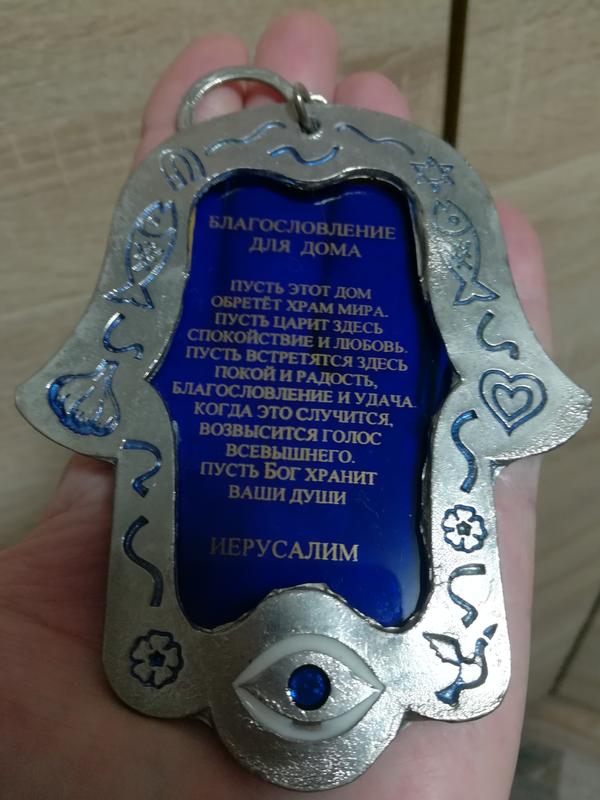 БЛАГОСЛОВЛЕНИЕ
ДЛЯ ДОМА
ПУСТЬ ЭТОТ ДОМ
ОБРЕТЁТ ХРАМ МИРА.
ПУСТЬ ЦАРИТ ЗДЕСЬ
СПОКОЙСТВИЕ И ЛЮБОВЬ.
ПУСТЬ ВСТРЕТЯТСЯ ЗДЕСЬ
ПОКОЙ И РАДОСТЬ,
БЛАГОСЛОВЛЕНИЕ И УДАЧА.
КОГДА ЭТО СЛУЧИТСЯ,
ВОЗВЫСИТСЯ ГОЛОС
ВСЕВЫШНЕГО.
ПУСТЬ БОГ ХРАНИТ
ВАШИ ДУШИ
ИЕРУСАЛИМ